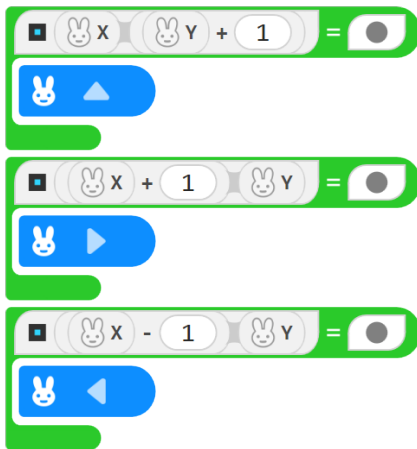 X Y + 1 =
X + 1 Y =
X - 1 Y =